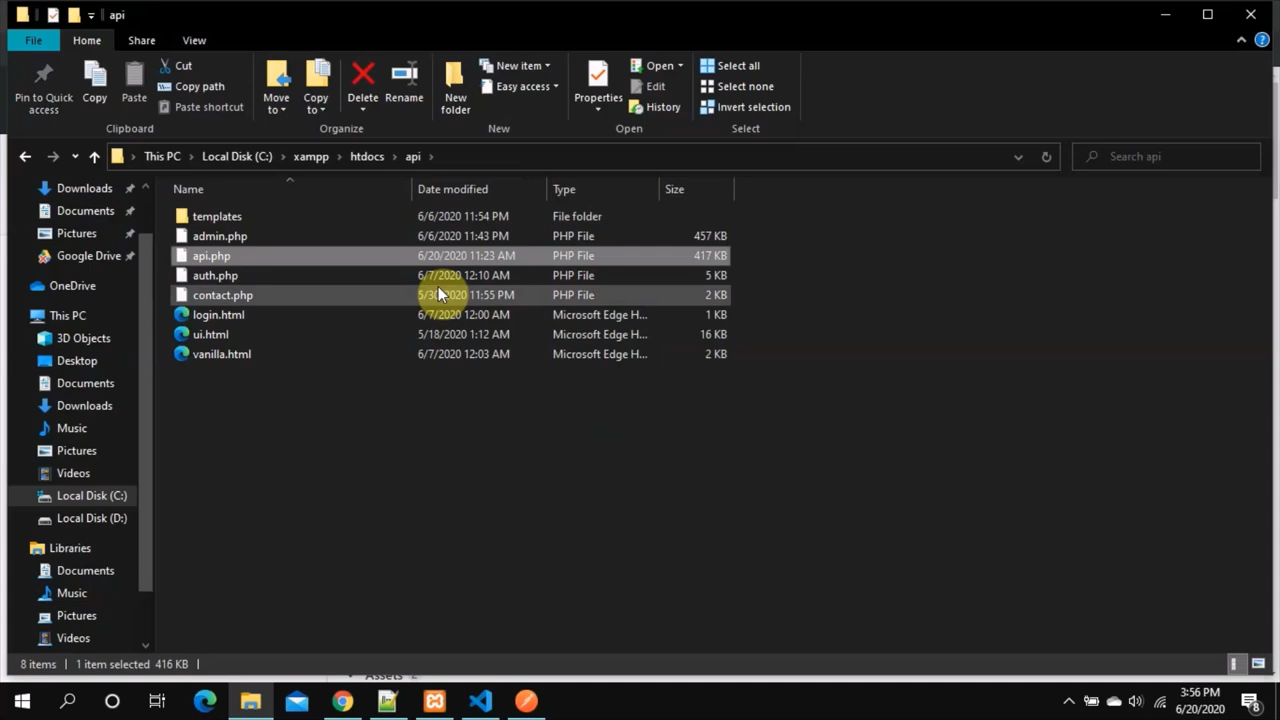 api
File Home Share View
Pin to Quick access
Copy
Paste
Cut
Copy path
Paste shortcut
Clipboard
Move to
Copy to
Delete
Rename
Organize
New folder
New item
Easy access
New
Properties
Open
Edit
History
Open
Select all
Select none
Invert selection
Select
This PC > Local Disk (C:) > xampp > htdocs > api >
Search api
Name Date modified Type Size
templates 6/6/2020 11:54 PM File folder
admin.php 6/6/2020 11:43 PM PHP File 457 KB
api.php 6/20/2020 11:23 AM PHP File 417 KB
auth.php 6/7/2020 12:10 AM PHP File 5 KB
contact.php 5/30/2020 11:55 PM PHP File 2 KB
login.html 6/7/2020 12:00 AM Microsoft Edge H... 1 KB
ui.html 5/18/2020 1:12 AM Microsoft Edge H... 16 KB
vanilla.html 6/7/2020 12:03 AM Microsoft Edge H... 2 KB
Downloads
Documents
Pictures
Google Drive
OneDrive
This PC
3D Objects
Desktop
Documents
Downloads
Music
Pictures
Videos
Local Disk (C:)
Local Disk (D:)
Libraries
Documents
Music
Pictures
Videos
8 items 1 item selected 416 KB
Assets 2
3:56 PM
6/20/2020
8